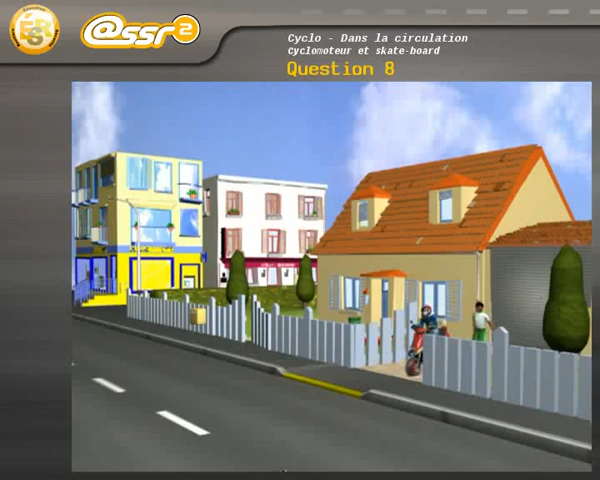 @ssr2
Cyclo - Dans la circulation
Cyclomoteur et skate-board
Question 8